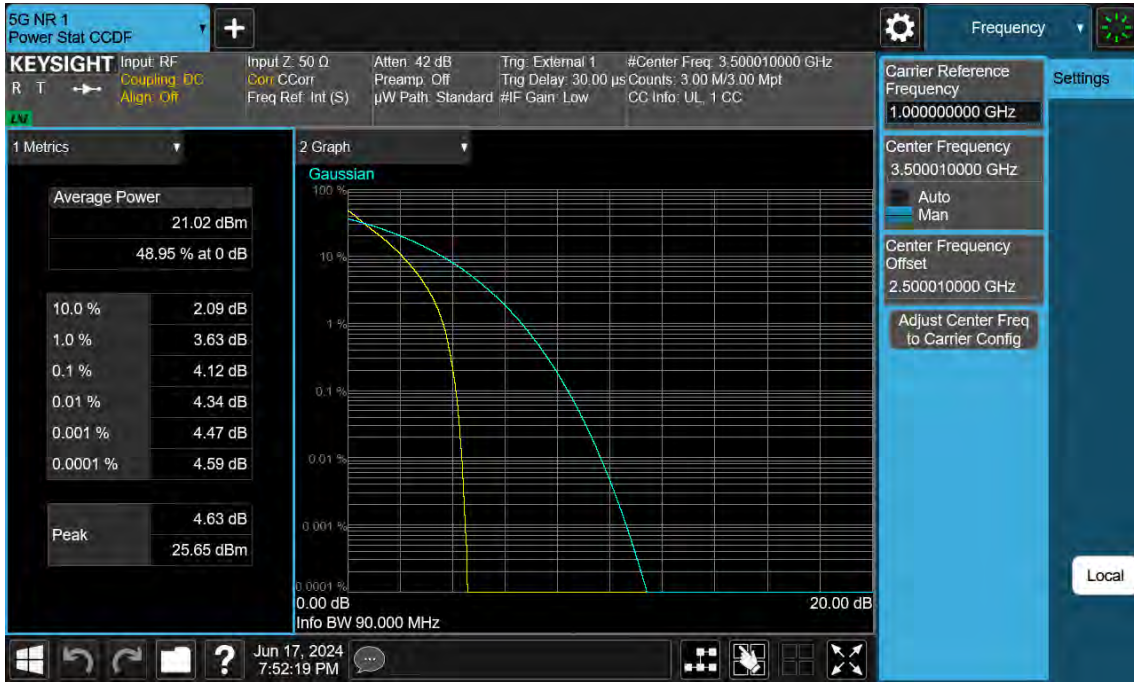 5G NR 1
Power Stat CCDF
+
Frequency
KEYSIGHT
R T
LNI
Input: RF
Coupling: DC
Align: Off
Input Z: 50 Ω
Corr CCorr
Freq Ref: Int (S)
Atten: 42 dB
Preamp: Off
µW Path: Standard
Trig: External 1
Trig Delay: 30.00 µs
#IF Gain: Low
#Center Freq: 3.500010000 GHz
Counts: 3.00 M/3.00 Mpt
CC Info: UL, 1 CC
1 Metrics
Average Power
21.02 dBm
48.95 % at 0 dB
10.0 % 2.09 dB
1.0 % 3.63 dB
0.1 % 4.12 dB
0.01 % 4.34 dB
0.001 % 4.47 dB
0.0001 % 4.59 dB
Peak
4.63 dB
25.65 dBm
2 Graph
Gaussian
100 %
10 %
1 %
0.1 %
0.01 %
0.001 %
0.0001 %
0.00 dB 20.00 dB
Info BW 90.000 MHz
Carrier Reference
Frequency
1.000000000 GHz
Center Frequency
3.500010000 GHz
Auto
Man
Center Frequency
Offset
2.500010000 GHz
Adjust Center Freq
to Carrier Config
Settings
Local
?
Jun 17, 2024
7:52:19 PM